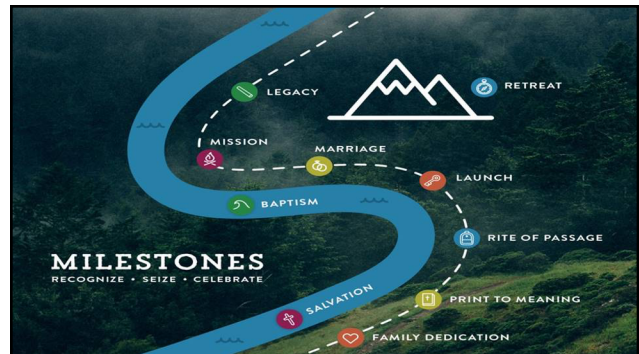 LEGACY
RETREAT
MISSION
MARRIAGE
LAUNCH
BAPTISM
RITE OF PASSAGE
MILESTONES
RECOGNIZE • SEIZE • CELEBRATE
SALVATION
PRINT TO MEANING
FAMILY DEDICATION